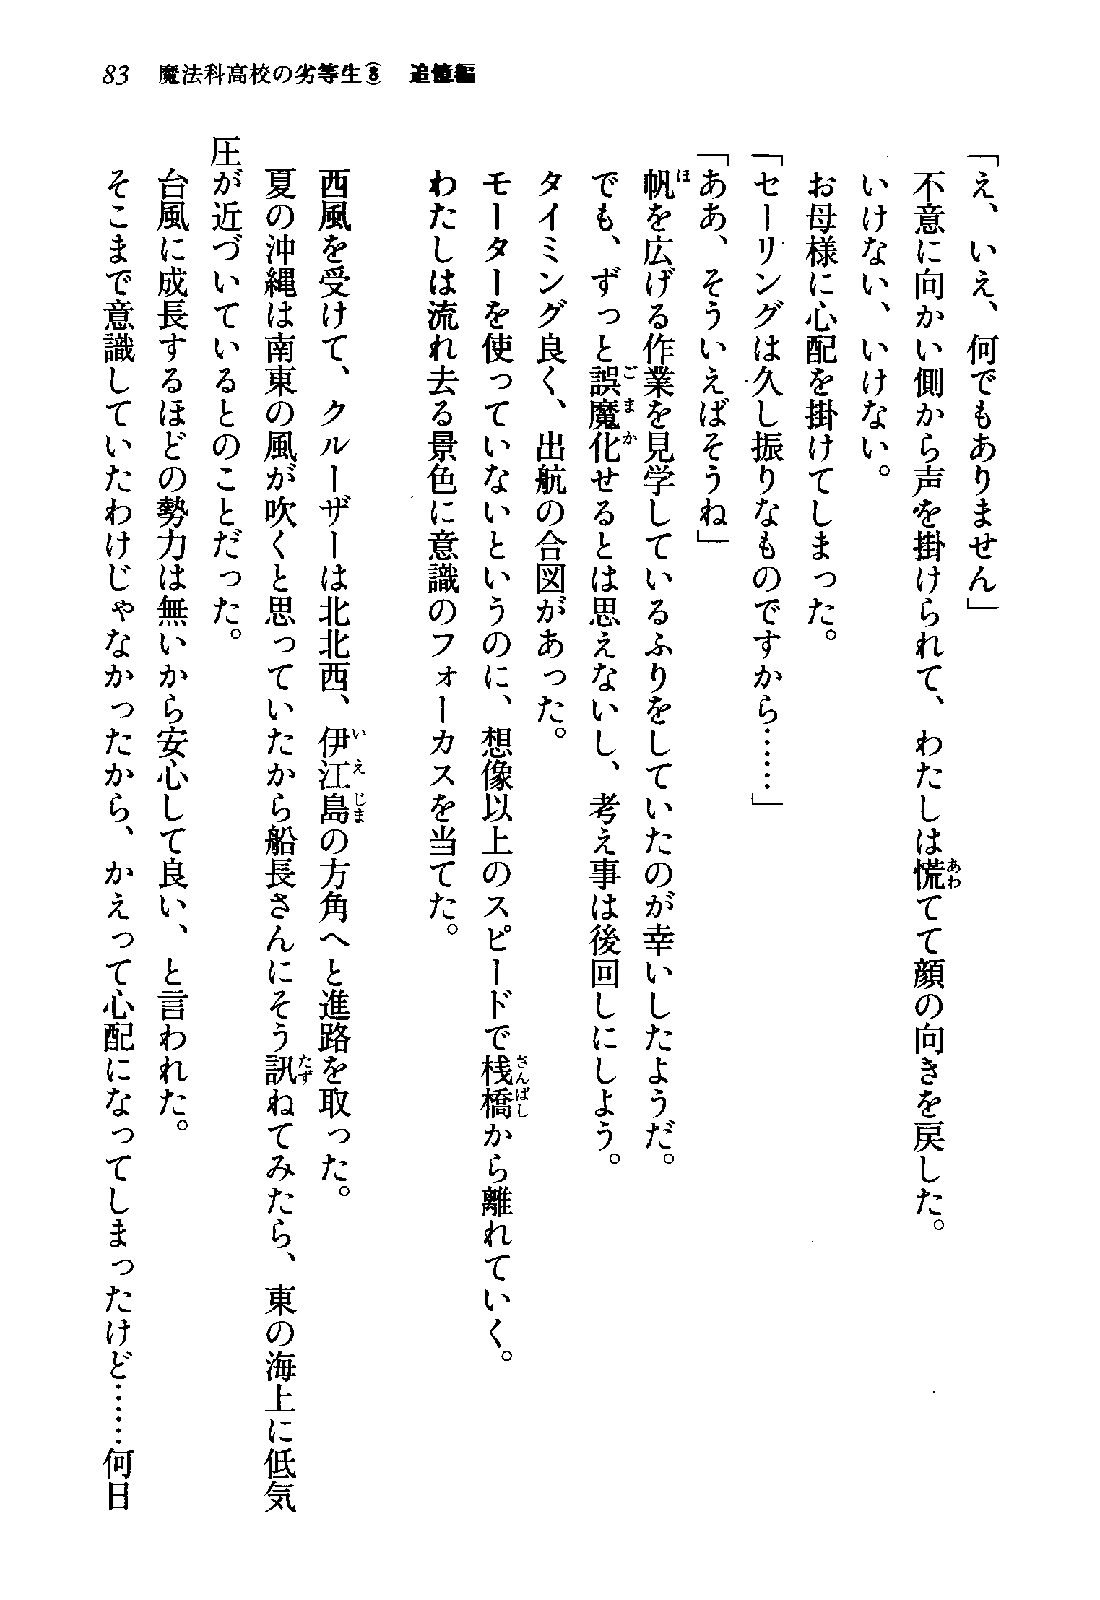 83 魔法科高校の劣等生⑧ 追憶編
「え、いえ、何でもありません」
不意に向かい側から声を掛けられて、わたしは慌てて顔の向きを戻した。
いけない、いけない。
お母様に心配を掛けてしまった。
「セーリングは久し振りなものですから……」
「ああ、そういえばそうね」
帆を広げる作業を見学しているふりをしていたのが幸いしたようだ。
でも、ずっと誤魔化せるとは思えないし、考え事は後回しにしよう。
タイミング良く、出航の合図があった。
モーターを使っていないというのに、想像以上のスピードで桟橋から離れていく。
わたしは流れ去る景色に意識のフォーカスを当てた。
西風を受けて、クルーザーは北北西、伊江島の方角へと進路を取った。
夏の沖縄は南東の風が吹くと思っていたから船長さんにそう訊ねてみたら、東の海上に低気
圧が近づいているとのことだった。
台風に成長するほどの勢力は無いから安心して良い、と言われた。
そこまで意識していたわけじゃなかったから、かえって心配になってしまったけど……何日